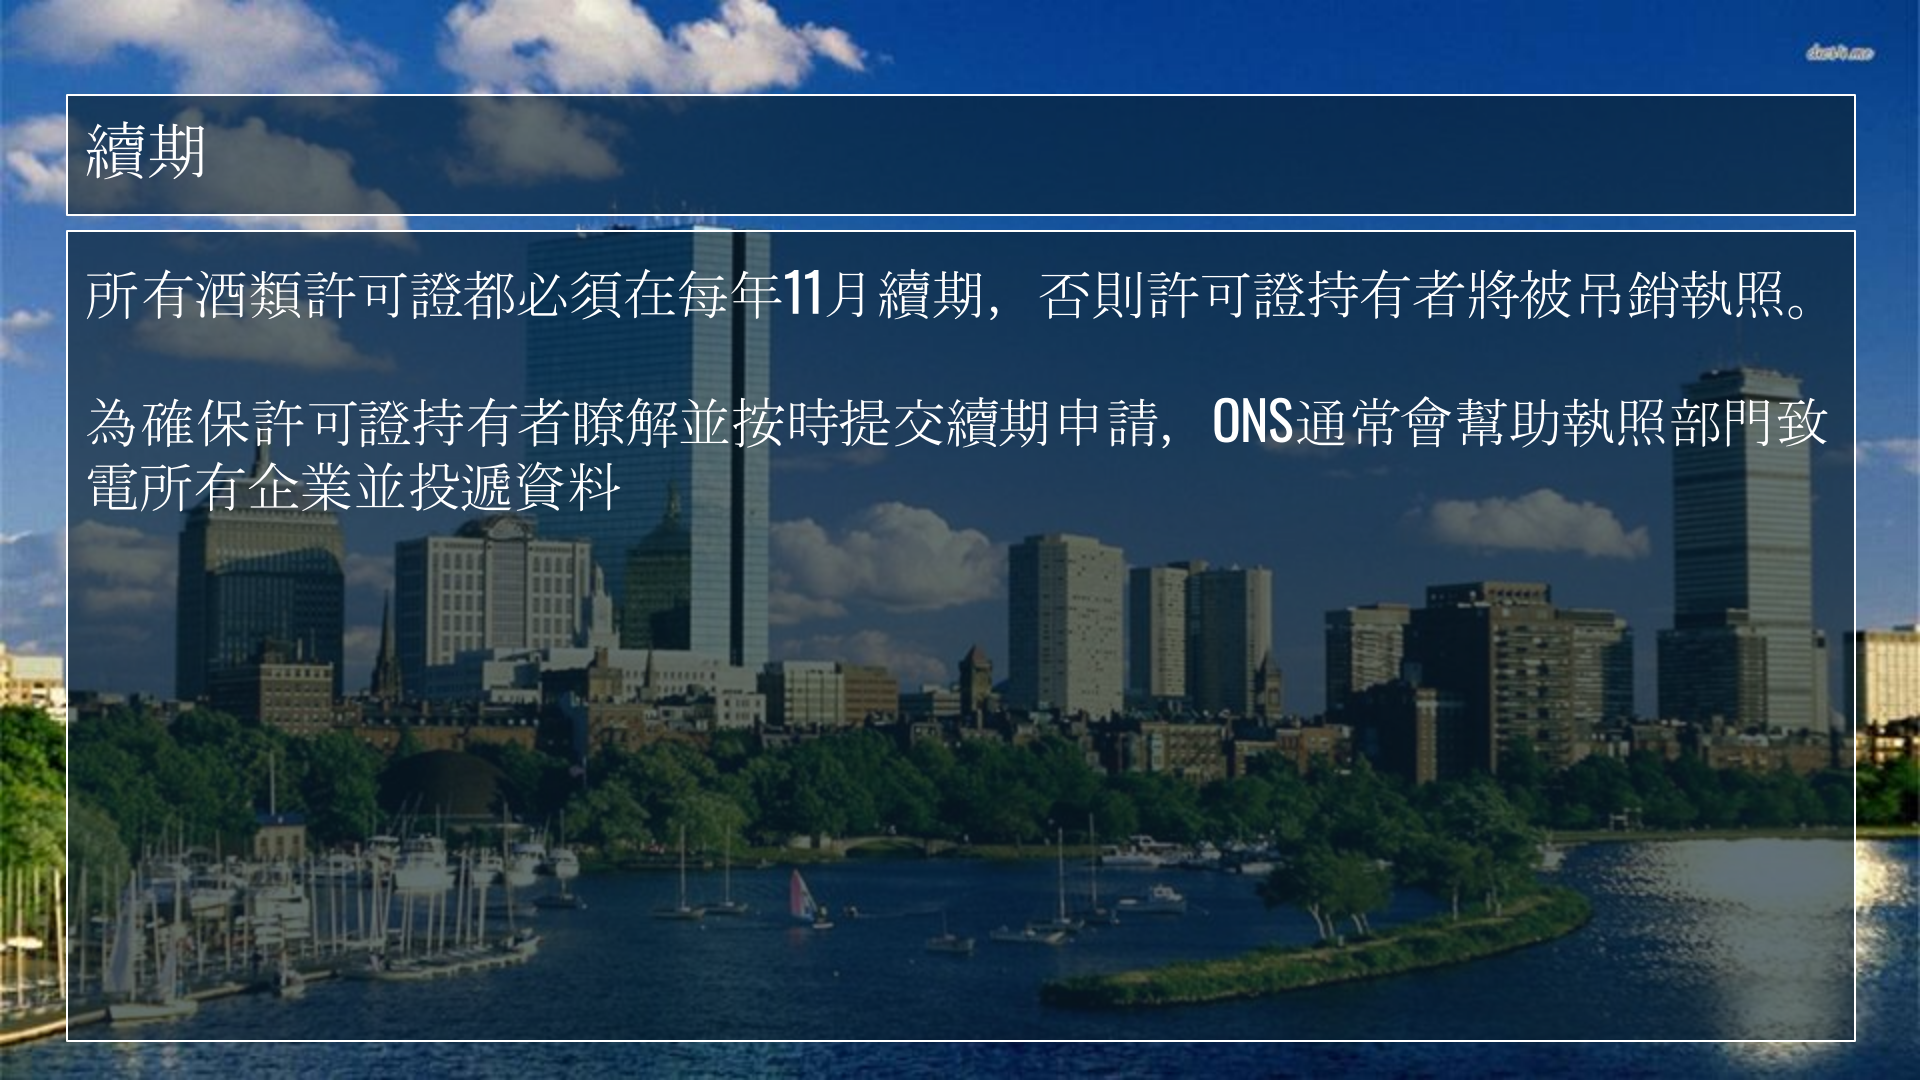 續期
所有酒類許可證都必須在每年11月續期，否則許可證持有者將被吊銷執照。
為確保許可證持有者瞭解並按時提交續期申請，ONS通常會幫助執照部門致
電所有企業並投遞資料